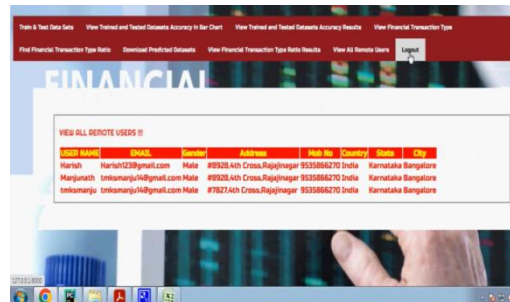 Train & Test Data Sets View Trained and Tested Datasets Accuracy in Bar Chart View Trained and Tested Datasets Accuracy Results View Financial Transaction Type
Find Financial Transaction Type Ratio Download Predicted Datasets View Financial Transaction Type Ratio Results View All Remote Users Logout
FINANCIAL
VIEW ALL REMOTE USERS !!!
USER NAME EMAIL Gender Address Mob No Country State City
Harish Harish123@gmail.com Male #8928,4th Cross,Rajajinagar 9535866270 India Karnataka Bangalore
Manjunath tmksmanju14@gmail.com Male #8928,4th Cross,Rajajinagar 9535866270 India Karnataka Bangalore
tmksmanju tmksmanju14@gmail.com Male #7827,4th Cross,Rajajinagar 9535866270 India Karnataka Bangalore